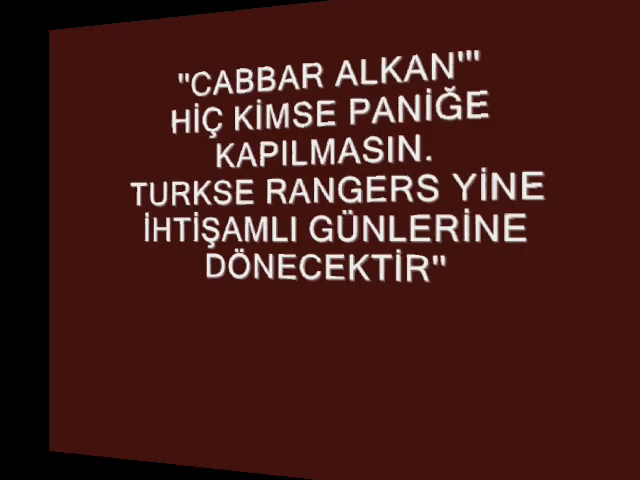 "CABBAR ALKAN'"
HİÇ KİMSE PANİĞE
KAPILMASIN.
TURKSE RANGERS YİNE
İHTİŞAMLI GÜNLERİNE
DÖNECEKTİR"